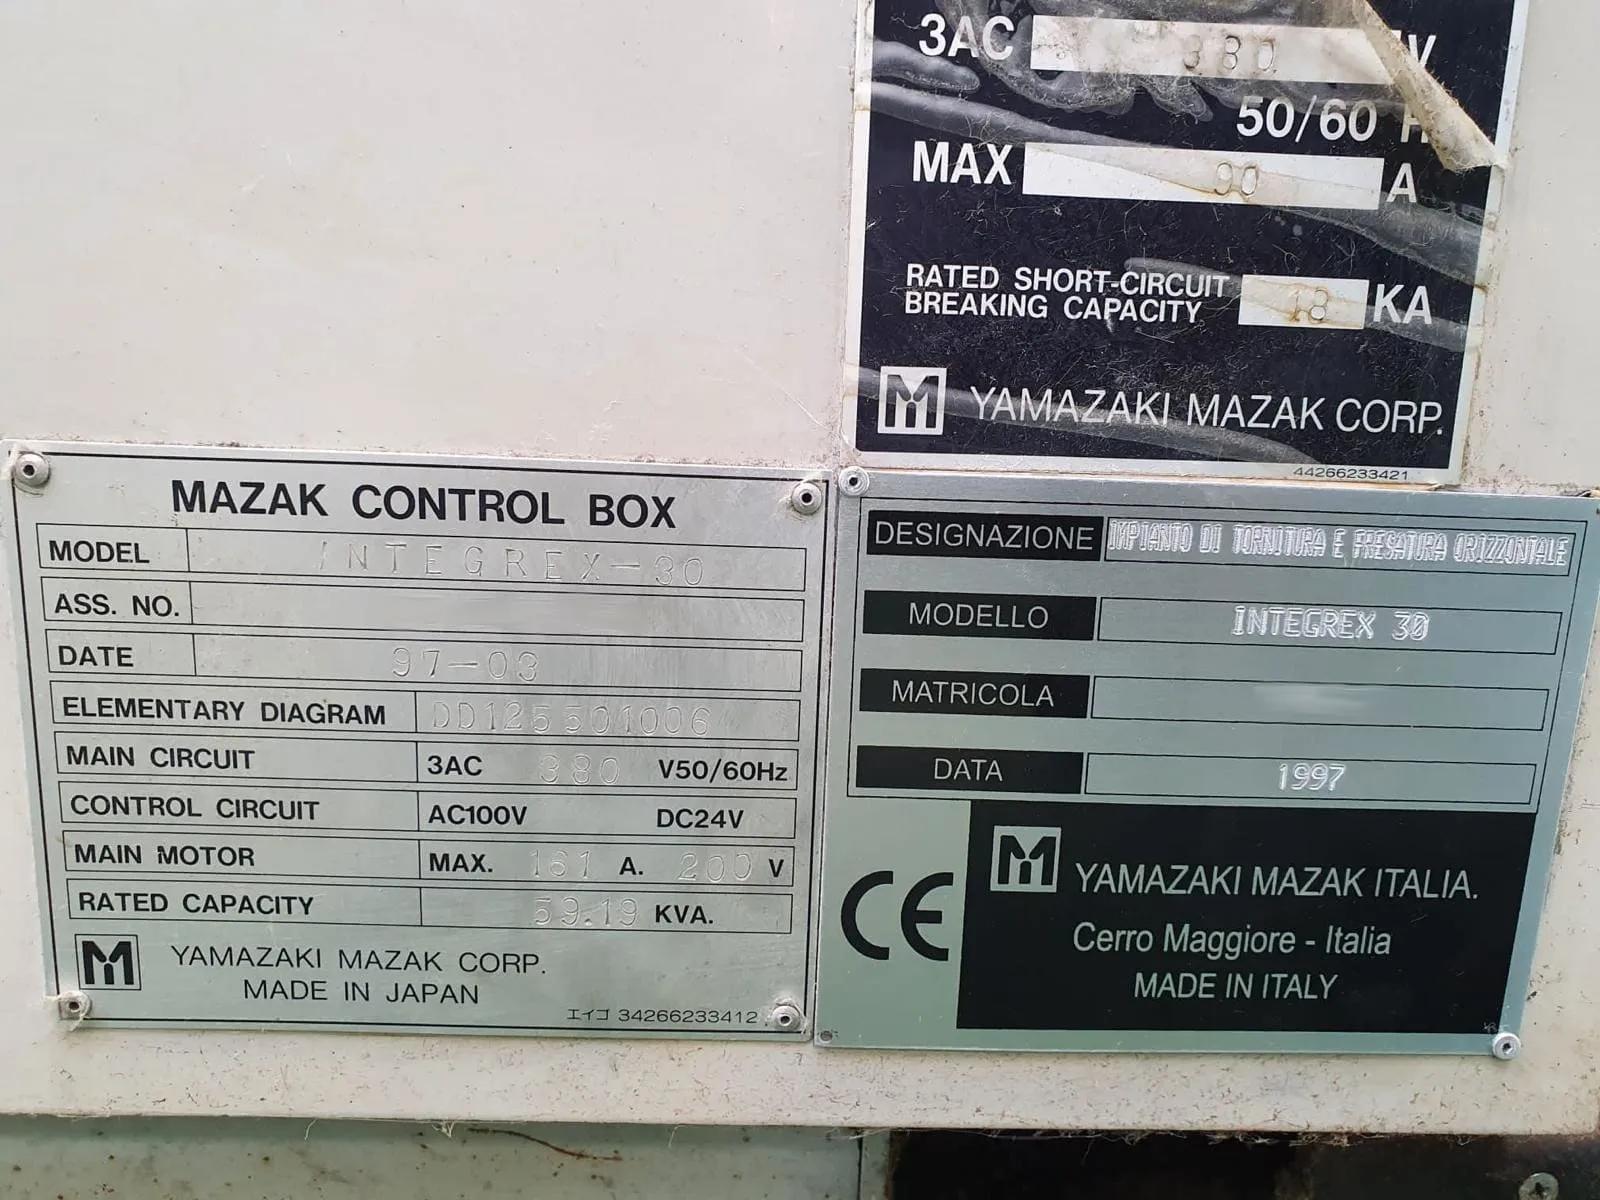 3AC 380 V
50/60 H
MAX 90 A
RATED SHORT-CIRCUIT
BREAKING CAPACITY 18 KA
YAMAZAKI MAZAK CORP.
44266233421
MAZAK CONTROL BOX
MODEL INTEGREX-30
ASS. NO.
DATE 97-03
ELEMENTARY DIAGRAM DD125501006
MAIN CIRCUIT 3AC 380 V50/60Hz
CONTROL CIRCUIT AC100V DC24V
MAIN MOTOR MAX. 161 A. 200 V
RATED CAPACITY 59.19 KVA.
YAMAZAKI MAZAK CORP.
MADE IN JAPAN
エイゴ 34266233412
DESIGNAZIONE IMPIANTO DI TORNITURA E FRESATURA ORIZZONTALE
MODELLO INTEGREX 30
MATRICOLA
DATA 1997
CE
YAMAZAKI MAZAK ITALIA.
Cerro Maggiore - Italia
MADE IN ITALY